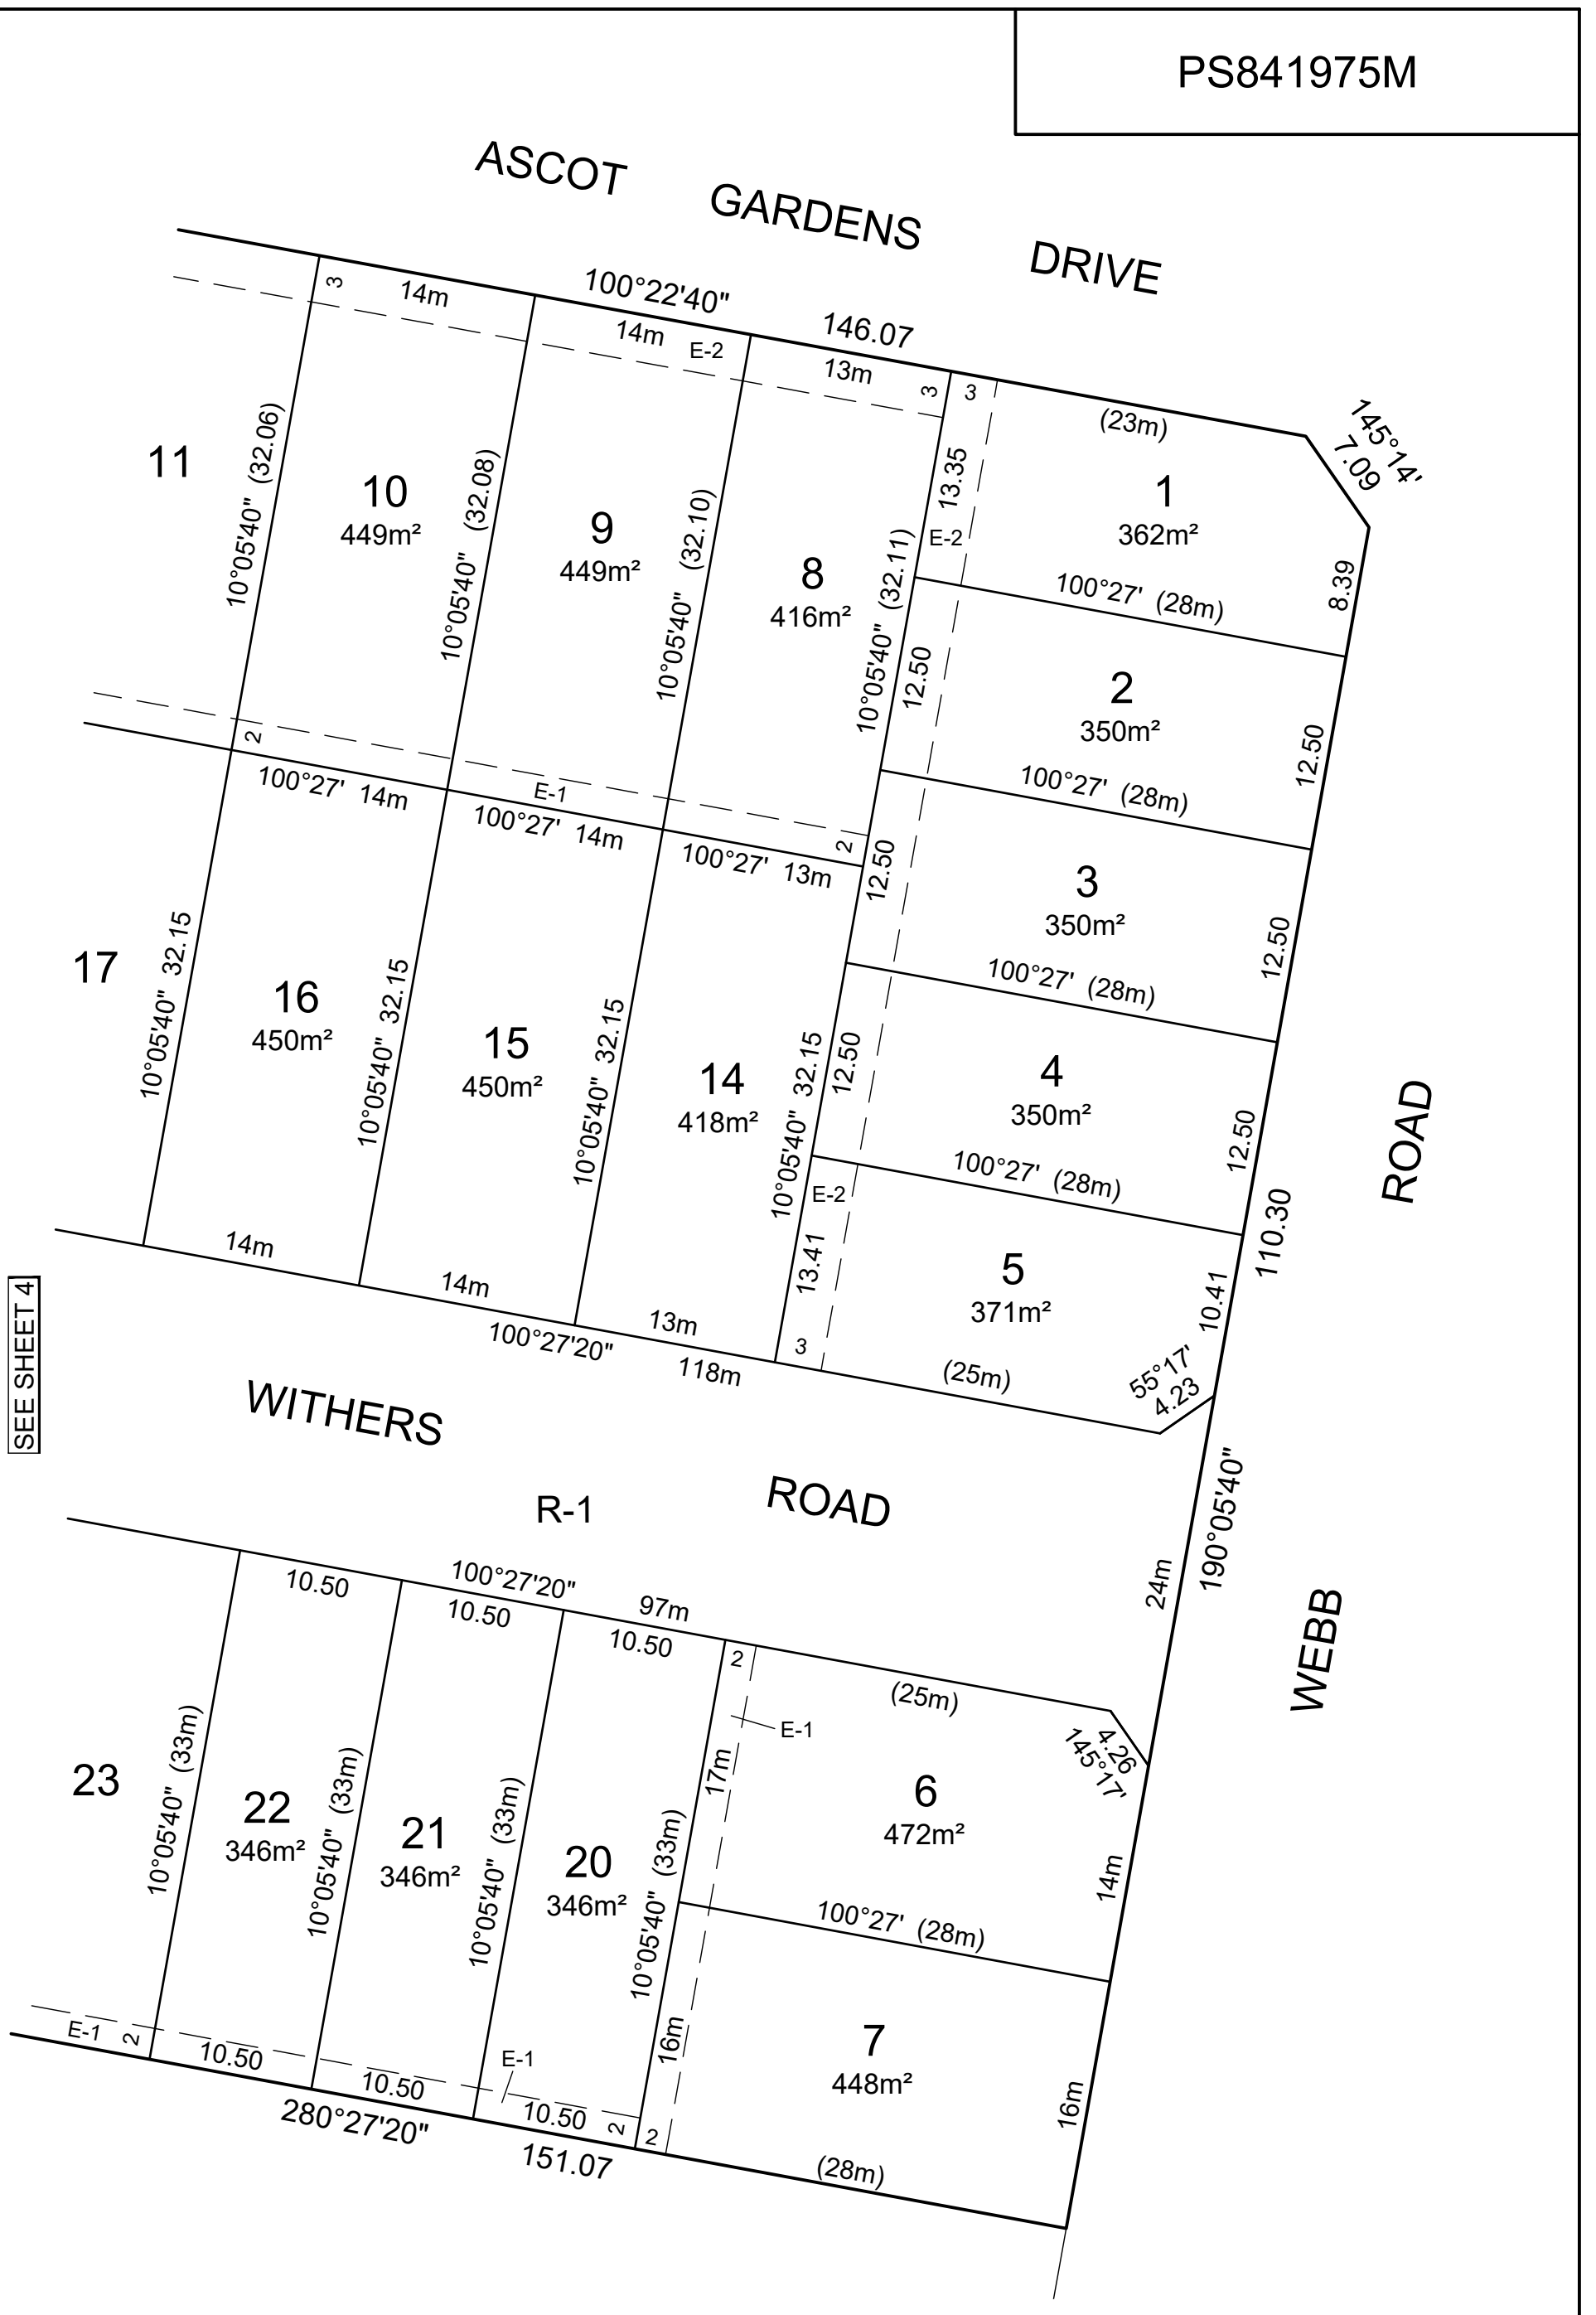 PS841975M
ASCOT GARDENS DRIVE
100°22'40" 146.07
3 14m
14m E-2
13m 3
3 (23m)
145°14'
7.09
11
10°05'40" (32.06)
10
449m²
10°05'40" (32.08)
9
449m²
10°05'40" (32.10)
8
416m²
10°05'40" (32.11)
13.35
E-2
1
362m²
8.39
100°27' (28m)
12.50
2
350m²
12.50
100°27' (28m)
2
E-1
2
100°27' 14m
100°27' 14m
100°27' 13m
12.50
3
350m²
12.50
100°27' (28m)
17
10°05'40" 32.15
16
450m²
10°05'40" 32.15
15
450m²
10°05'40" 32.15
14
418m²
10°05'40" 32.15
12.50
4
350m²
12.50
100°27' (28m)
E-2
13.41
5
371m²
10.41
110.30
ROAD
14m
14m
13m
3
(25m)
55°17'
4.23
100°27'20" 118m
SEE SHEET 4
WITHERS ROAD
R-1
24m
190°05'40"
WEBB
100°27'20" 97m
10.50
10.50
10.50
2
(25m)
4.26
145°17'
E-1
23
10°05'40" (33m)
22
346m²
10°05'40" (33m)
21
346m²
10°05'40" (33m)
20
346m²
10°05'40" (33m)
17m
6
472m²
14m
100°27' (28m)
16m
7
448m²
16m
E-1 2
10.50
10.50
E-1
10.50
2
2
(28m)
280°27'20" 151.07